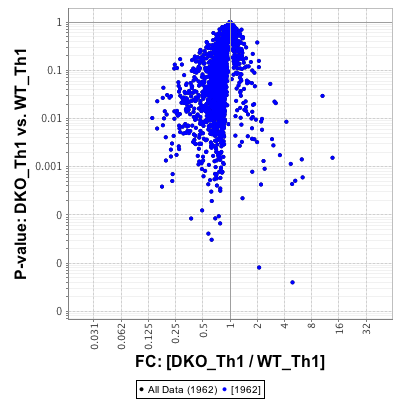 1
0.1
0.01
0.001
0
0
0
P-value: DKO_Th1 vs. WT_Th1
0.031 0.062 0.125 0.25 0.5 1 2 4 8 16 32
FC: [DKO_Th1 / WT_Th1]
All Data (1962) [1962]